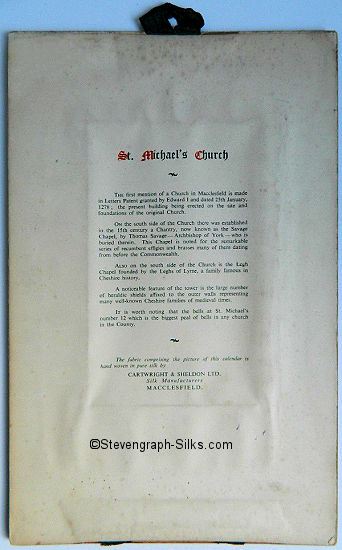 St. Michael's Church
The first mention of a Church in Macclesfield is made
in Letters Patent granted by Edward I and dated 25th January,
1276; the present building being erected on the site and
foundations of the original Church.
On the south side of the Church there was established
in the 15th century a Chantry, now known as the Savage
Chapel, by Thomas Savage—Archbishop of York—who is
buried therein. This Chapel is noted for the remarkable
series of recumbent effigies and brasses many of them dating
from before the Commonwealth.
Also on the south side of the Church is the Legh
Chapel founded by the Leghs of Lyme, a family famous in
Cheshire history.
A noticeable feature of the tower is the large number
of heraldic shields affixed to the outer walls representing
many well-known Cheshire families of medieval times.
It is worth noting that the bells at St. Michael's
number 12 which is the biggest peal of bells in any church
in the County.
The fabric comprising the picture of this calendar is
hand woven in pure silk by
CARTWRIGHT & SHELDON LTD.
Silk Manufacturers
MACCLESFIELD.
©Stevengraph-Silks.com